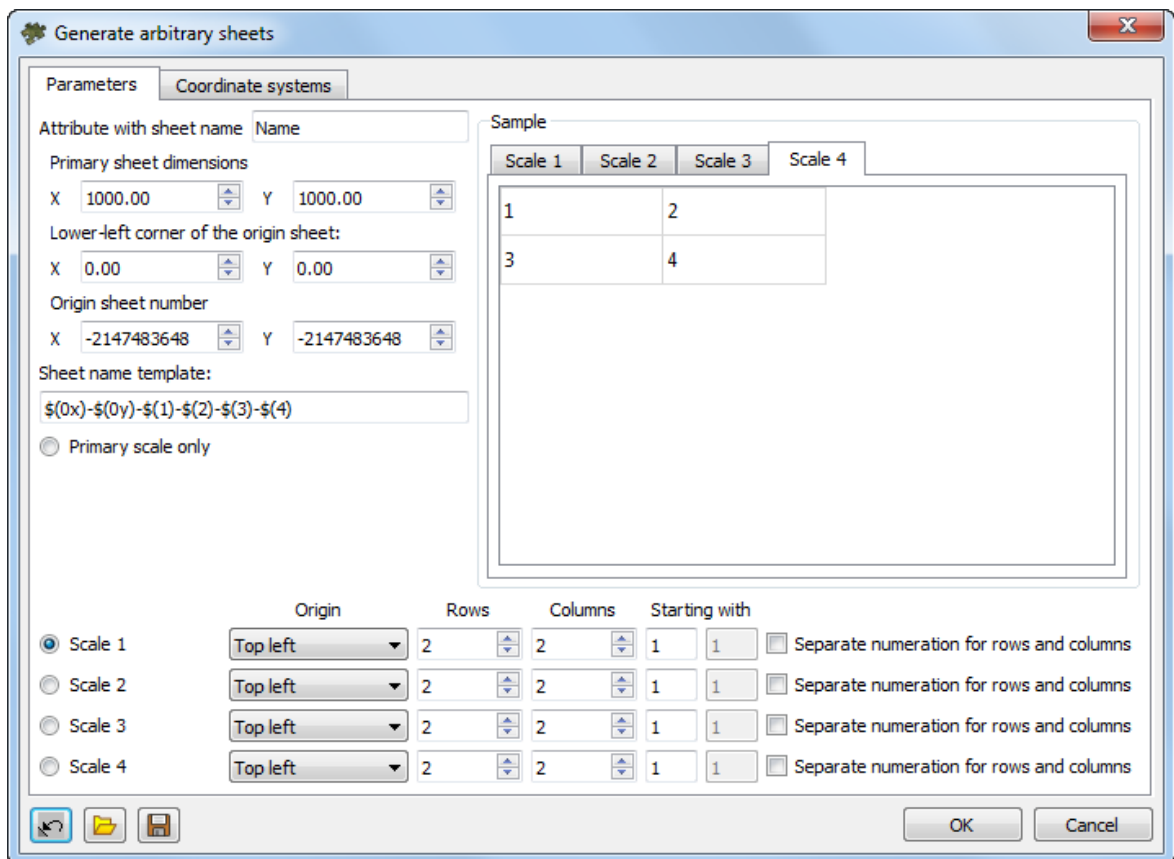 Generate arbitrary sheets
Parameters Coordinate systems
Attribute with sheet name Name
Primary sheet dimensions
X 1000.00 Y 1000.00
Lower-left corner of the origin sheet:
X 0.00 Y 0.00
Origin sheet number
X -2147483648 Y -2147483648
Sheet name template:
$(0x)-$(0y)-$(1)-$(2)-$(3)-$(4)
Primary scale only
Sample
Scale 1 Scale 2 Scale 3 Scale 4
1 2
3 4
Origin Rows Columns Starting with
Scale 1 Top left 2 2 1 1 Separate numeration for rows and columns
Scale 2 Top left 2 2 1 1 Separate numeration for rows and columns
Scale 3 Top left 2 2 1 1 Separate numeration for rows and columns
Scale 4 Top left 2 2 1 1 Separate numeration for rows and columns
OK Cancel